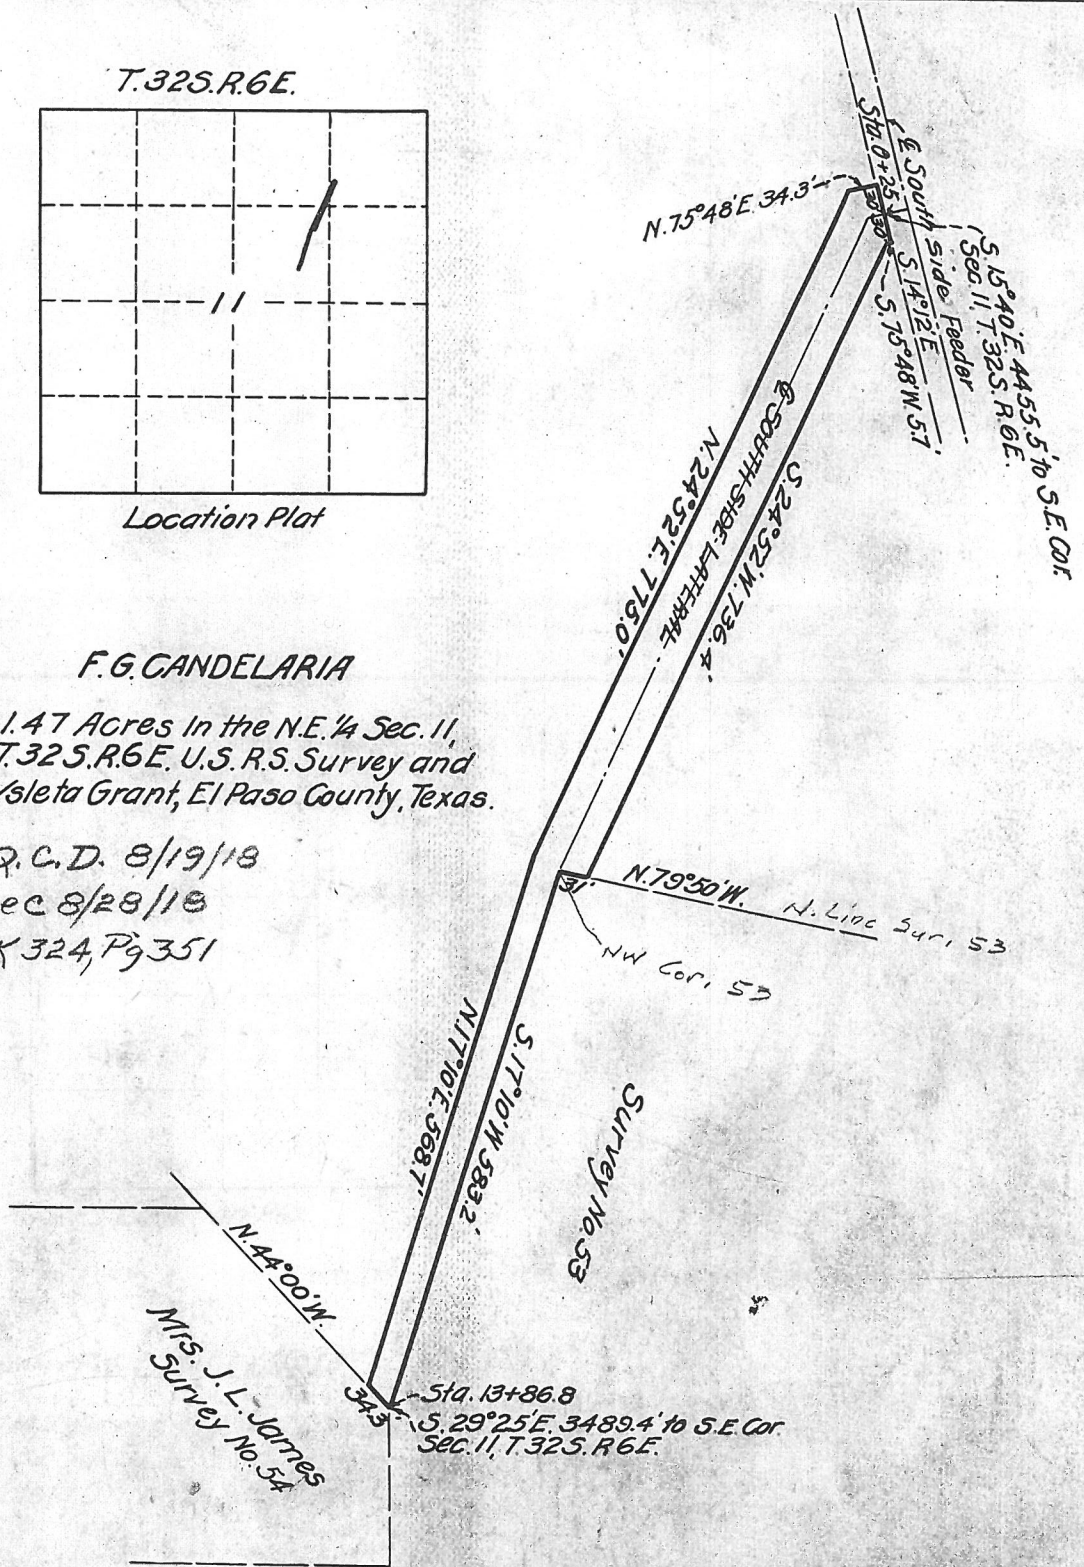 T.32S.R.6E.
11
Location Plat
F.G. CANDELARIA
1.47 Acres in the N.E.¼ Sec. 11,
T.32S.R.6E. U.S.R.S. Survey and
Ysleta Grant, El Paso County, Texas.
Q.C.D. 8/19/18
ec 8/28/18
K 324, Pg 351
N.75°48'E. 34.3'
Sta. 0+25
℄ South Side Feeder
S.14°12'E
30' 30'
S.75°48'W. 5.7
S.15°40'E 4455.5' to S.E. Cor.
Sec. 11, T.32S. R.6E.
N.24°52'E. 775.0'
℄ SOUTH SIDE LATERAL
S.24°52'W. 736.4'
31'
N.79°50'W.
N. Line Sur. 53
NW Cor. 53
N.17°10'E. 568.7'
S.17°10'W. 583.2'
Survey No. 53
N.44°00'W.
Mrs. J.L. James
Survey No. 54
34.3'
Sta. 13+86.8
S.29°25'E. 3489.4' to S.E. Cor.
Sec. 11, T.32S. R.6E.